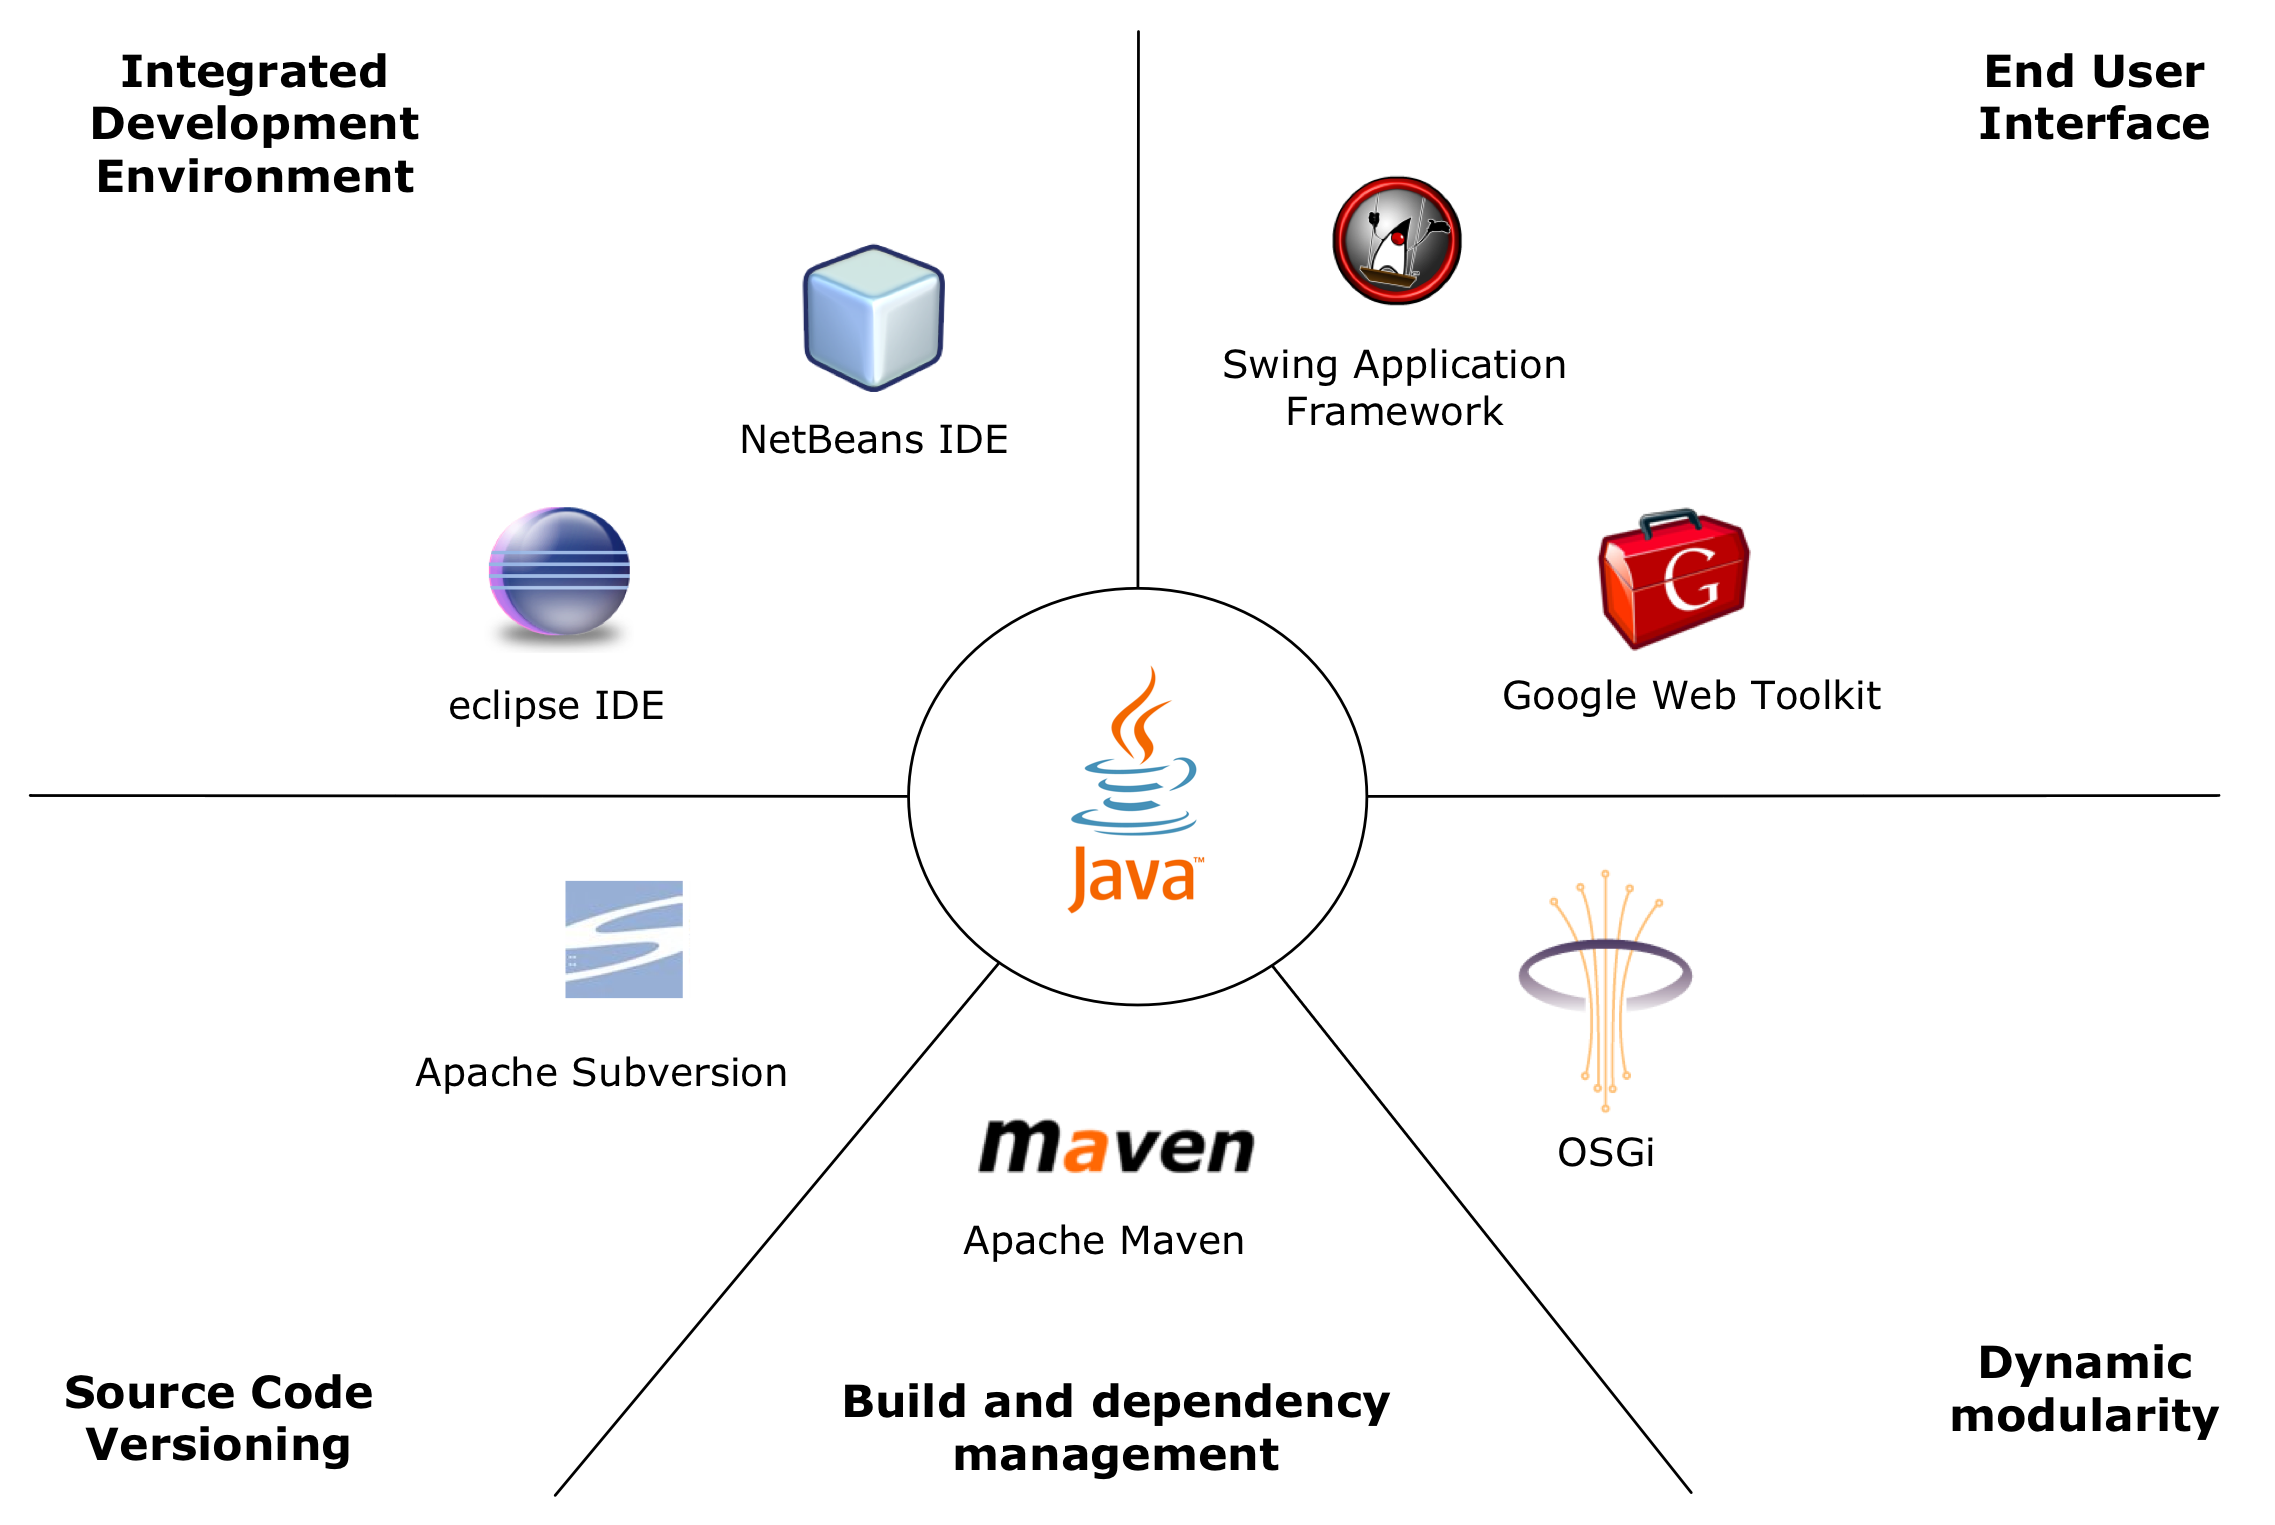 Integrated
Development
Environment
End User
Interface
NetBeans IDE
Swing Application
Framework
eclipse IDE
G
Google Web Toolkit
Java™
Apache Subversion
maven
Apache Maven
OSGi
Source Code
Versioning
Build and dependency
management
Dynamic
modularity